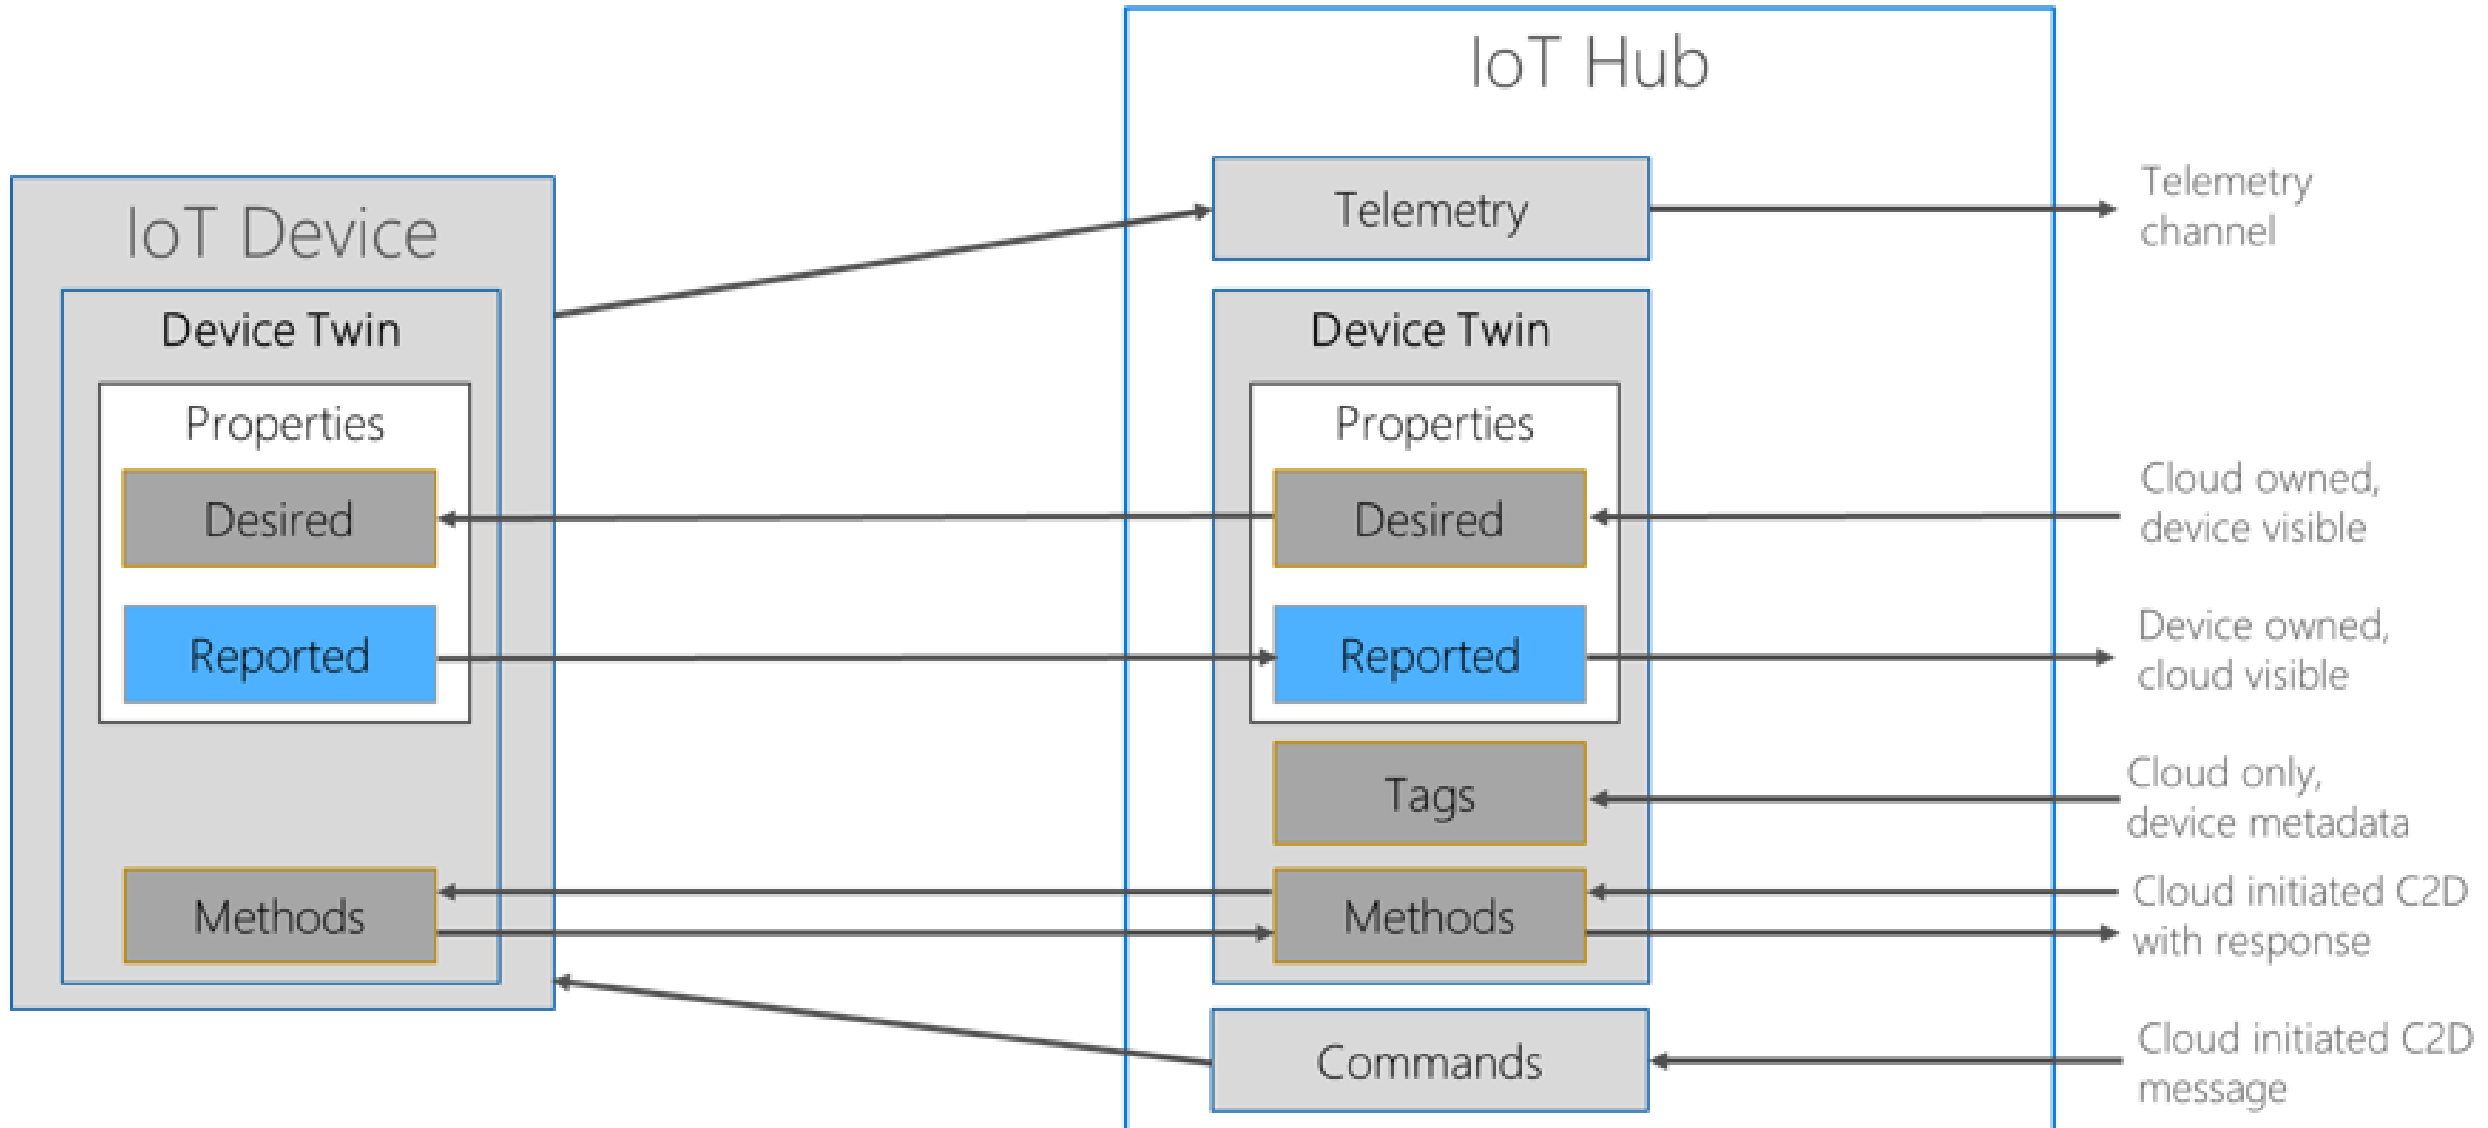 IoT Hub
IoT Device
Device Twin
Properties
Desired
Reported
Methods
Telemetry
Device Twin
Properties
Desired
Reported
Tags
Methods
Commands
Telemetry
channel
Cloud owned,
device visible
Device owned,
cloud visible
Cloud only,
device metadata
Cloud initiated C2D
with response
Cloud initiated C2D
message